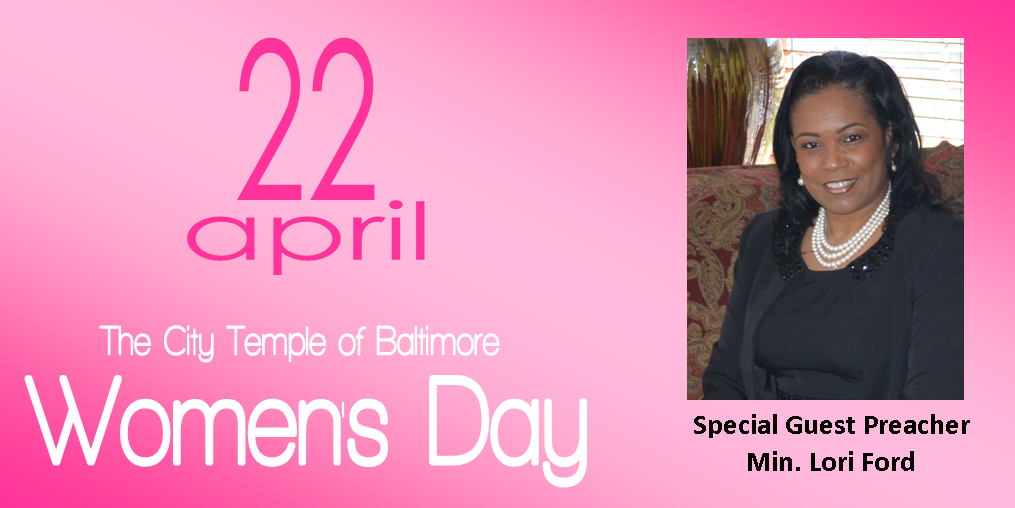 22
april
The City Temple of Baltimore
Women's Day
Special Guest Preacher
Min. Lori Ford